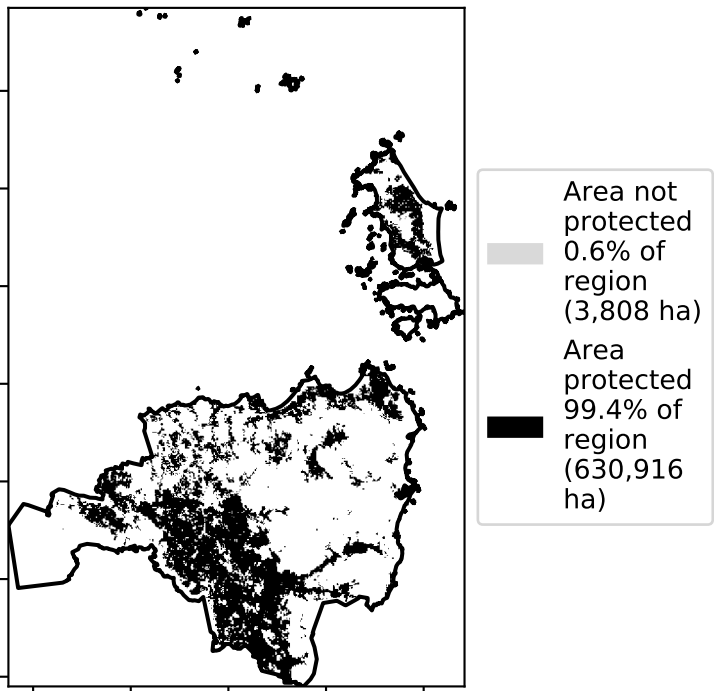 Area not
protected
0.6% of
region
(3,808 ha)
Area
protected
99.4% of
region
(630,916
ha)